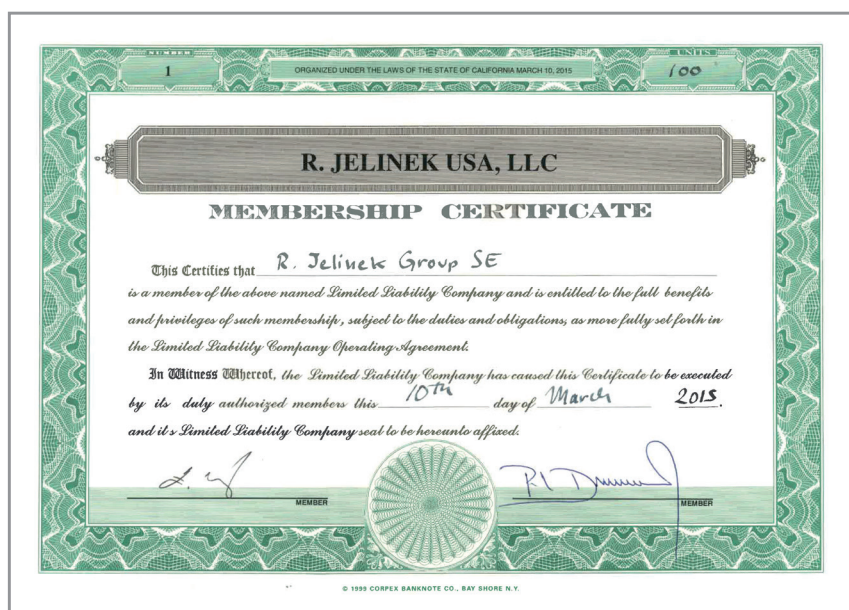 NUMBER
1
ORGANIZED UNDER THE LAWS OF THE STATE OF CALIFORNIA MARCH 10, 2015
UNITS
100
R. JELINEK USA, LLC
MEMBERSHIP CERTIFICATE
This Certifies that R. Jelinek Group SE
is a member of the above named Limited Liability Company and is entitled to the full benefits
and privileges of such membership, subject to the duties and obligations, as more fully set forth in
the Limited Liability Company Operating Agreement.
In Witness Whereof, the Limited Liability Company has caused this Certificate to be executed
by its duly authorized members this 10th day of March 2015.
and its Limited Liability Company seal to be hereunto affixed.
MEMBER
MEMBER
© 1999 CORPEX BANKNOTE CO., BAY SHORE N.Y.